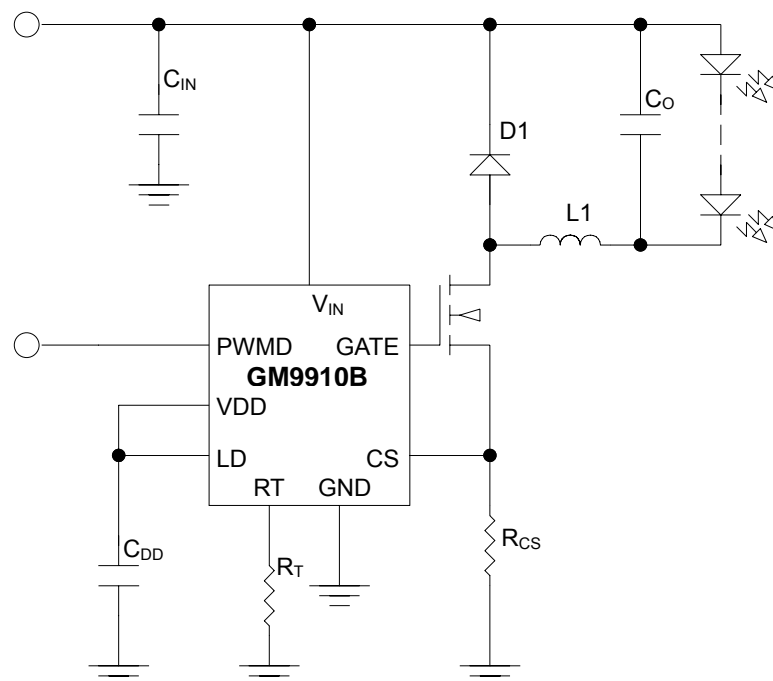 C_IN
C_O
D1
L1
V_IN
PWMD
GATE
GM9910B
VDD
LD
CS
RT
GND
C_DD
R_T
R_CS